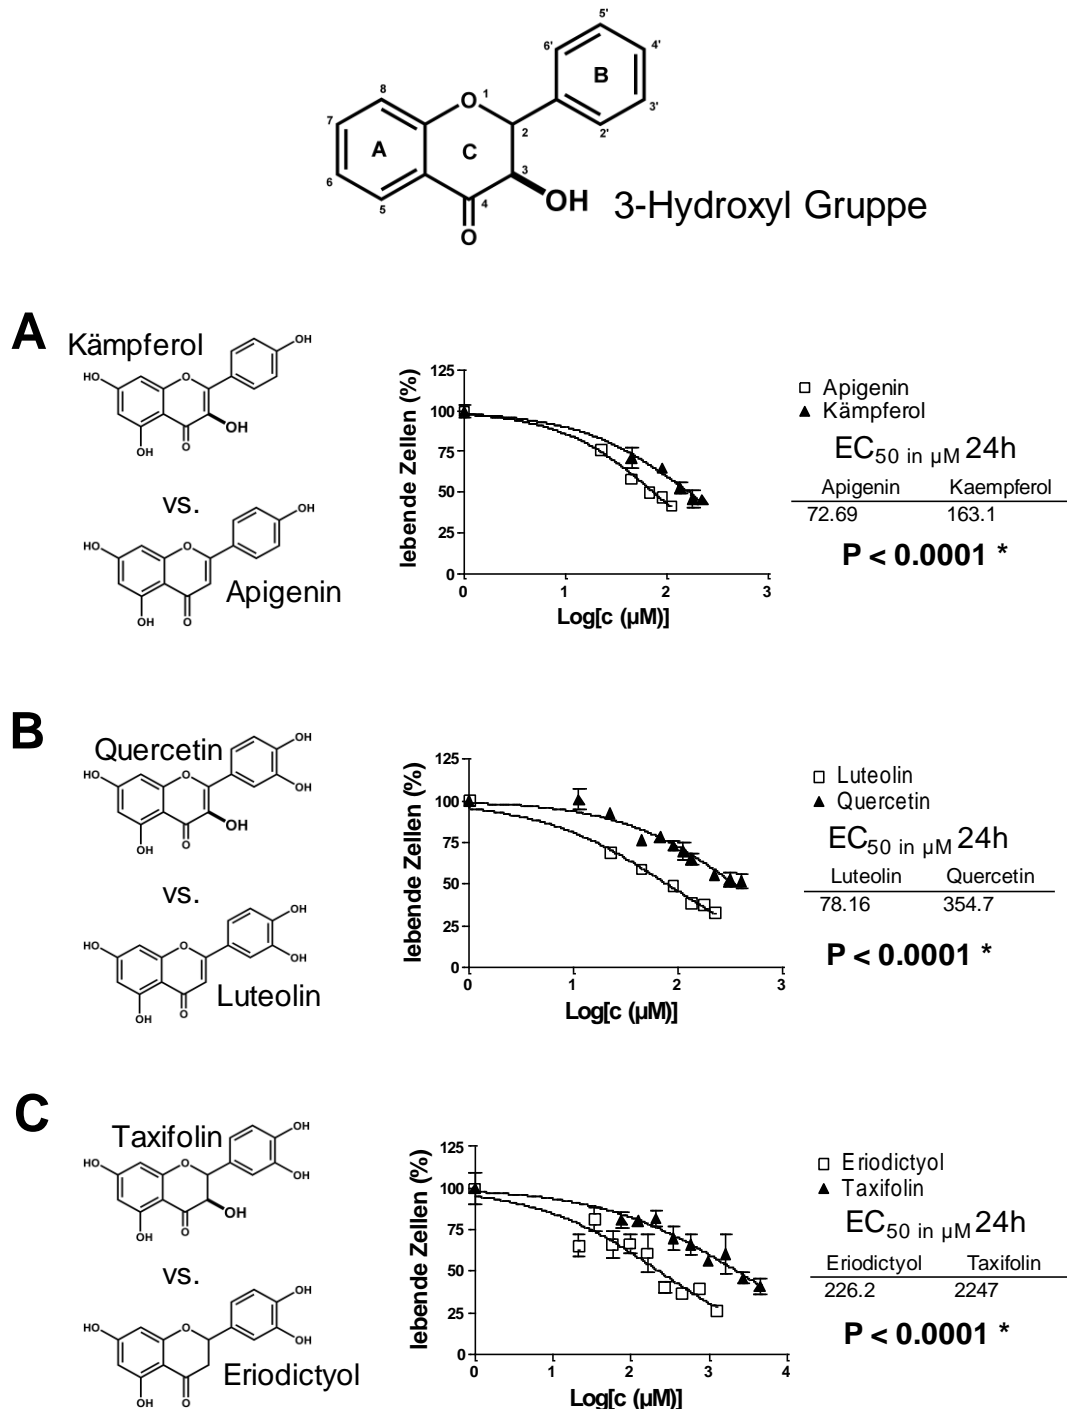 5'
6'
4'
B
8
O
1
3'
7
2
2'
A
C
3
6
4
OH
3-Hydroxyl Gruppe
5
O
A
Kämpferol
OH
HO
O
OH
OH
O
vs.
OH
HO
O
Apigenin
OH
O
lebende Zellen (%)
125
100
75
50
25
0
0
1
2
3
Log[c (µM)]
Apigenin
Kämpferol
EC50 in µM 24h
Apigenin Kaempferol
72.69 163.1
P < 0.0001 *
B
Quercetin
OH
HO
O
OH
OH
OH
O
vs.
OH
HO
O
OH
Luteolin
OH
O
lebende Zellen (%)
125
100
75
50
25
0
0
1
2
3
Log[c (µM)]
Luteolin
Quercetin
EC50 in µM 24h
Luteolin Quercetin
78.16 354.7
P < 0.0001 *
C
Taxifolin
OH
HO
O
OH
OH
OH
O
vs.
OH
HO
O
OH
Eriodictyol
OH
O
lebende Zellen (%)
125
100
75
50
25
0
0
1
2
3
4
Log[c (µM)]
Eriodictyol
Taxifolin
EC50 in µM 24h
Eriodictyol Taxifolin
226.2 2247
P < 0.0001 *